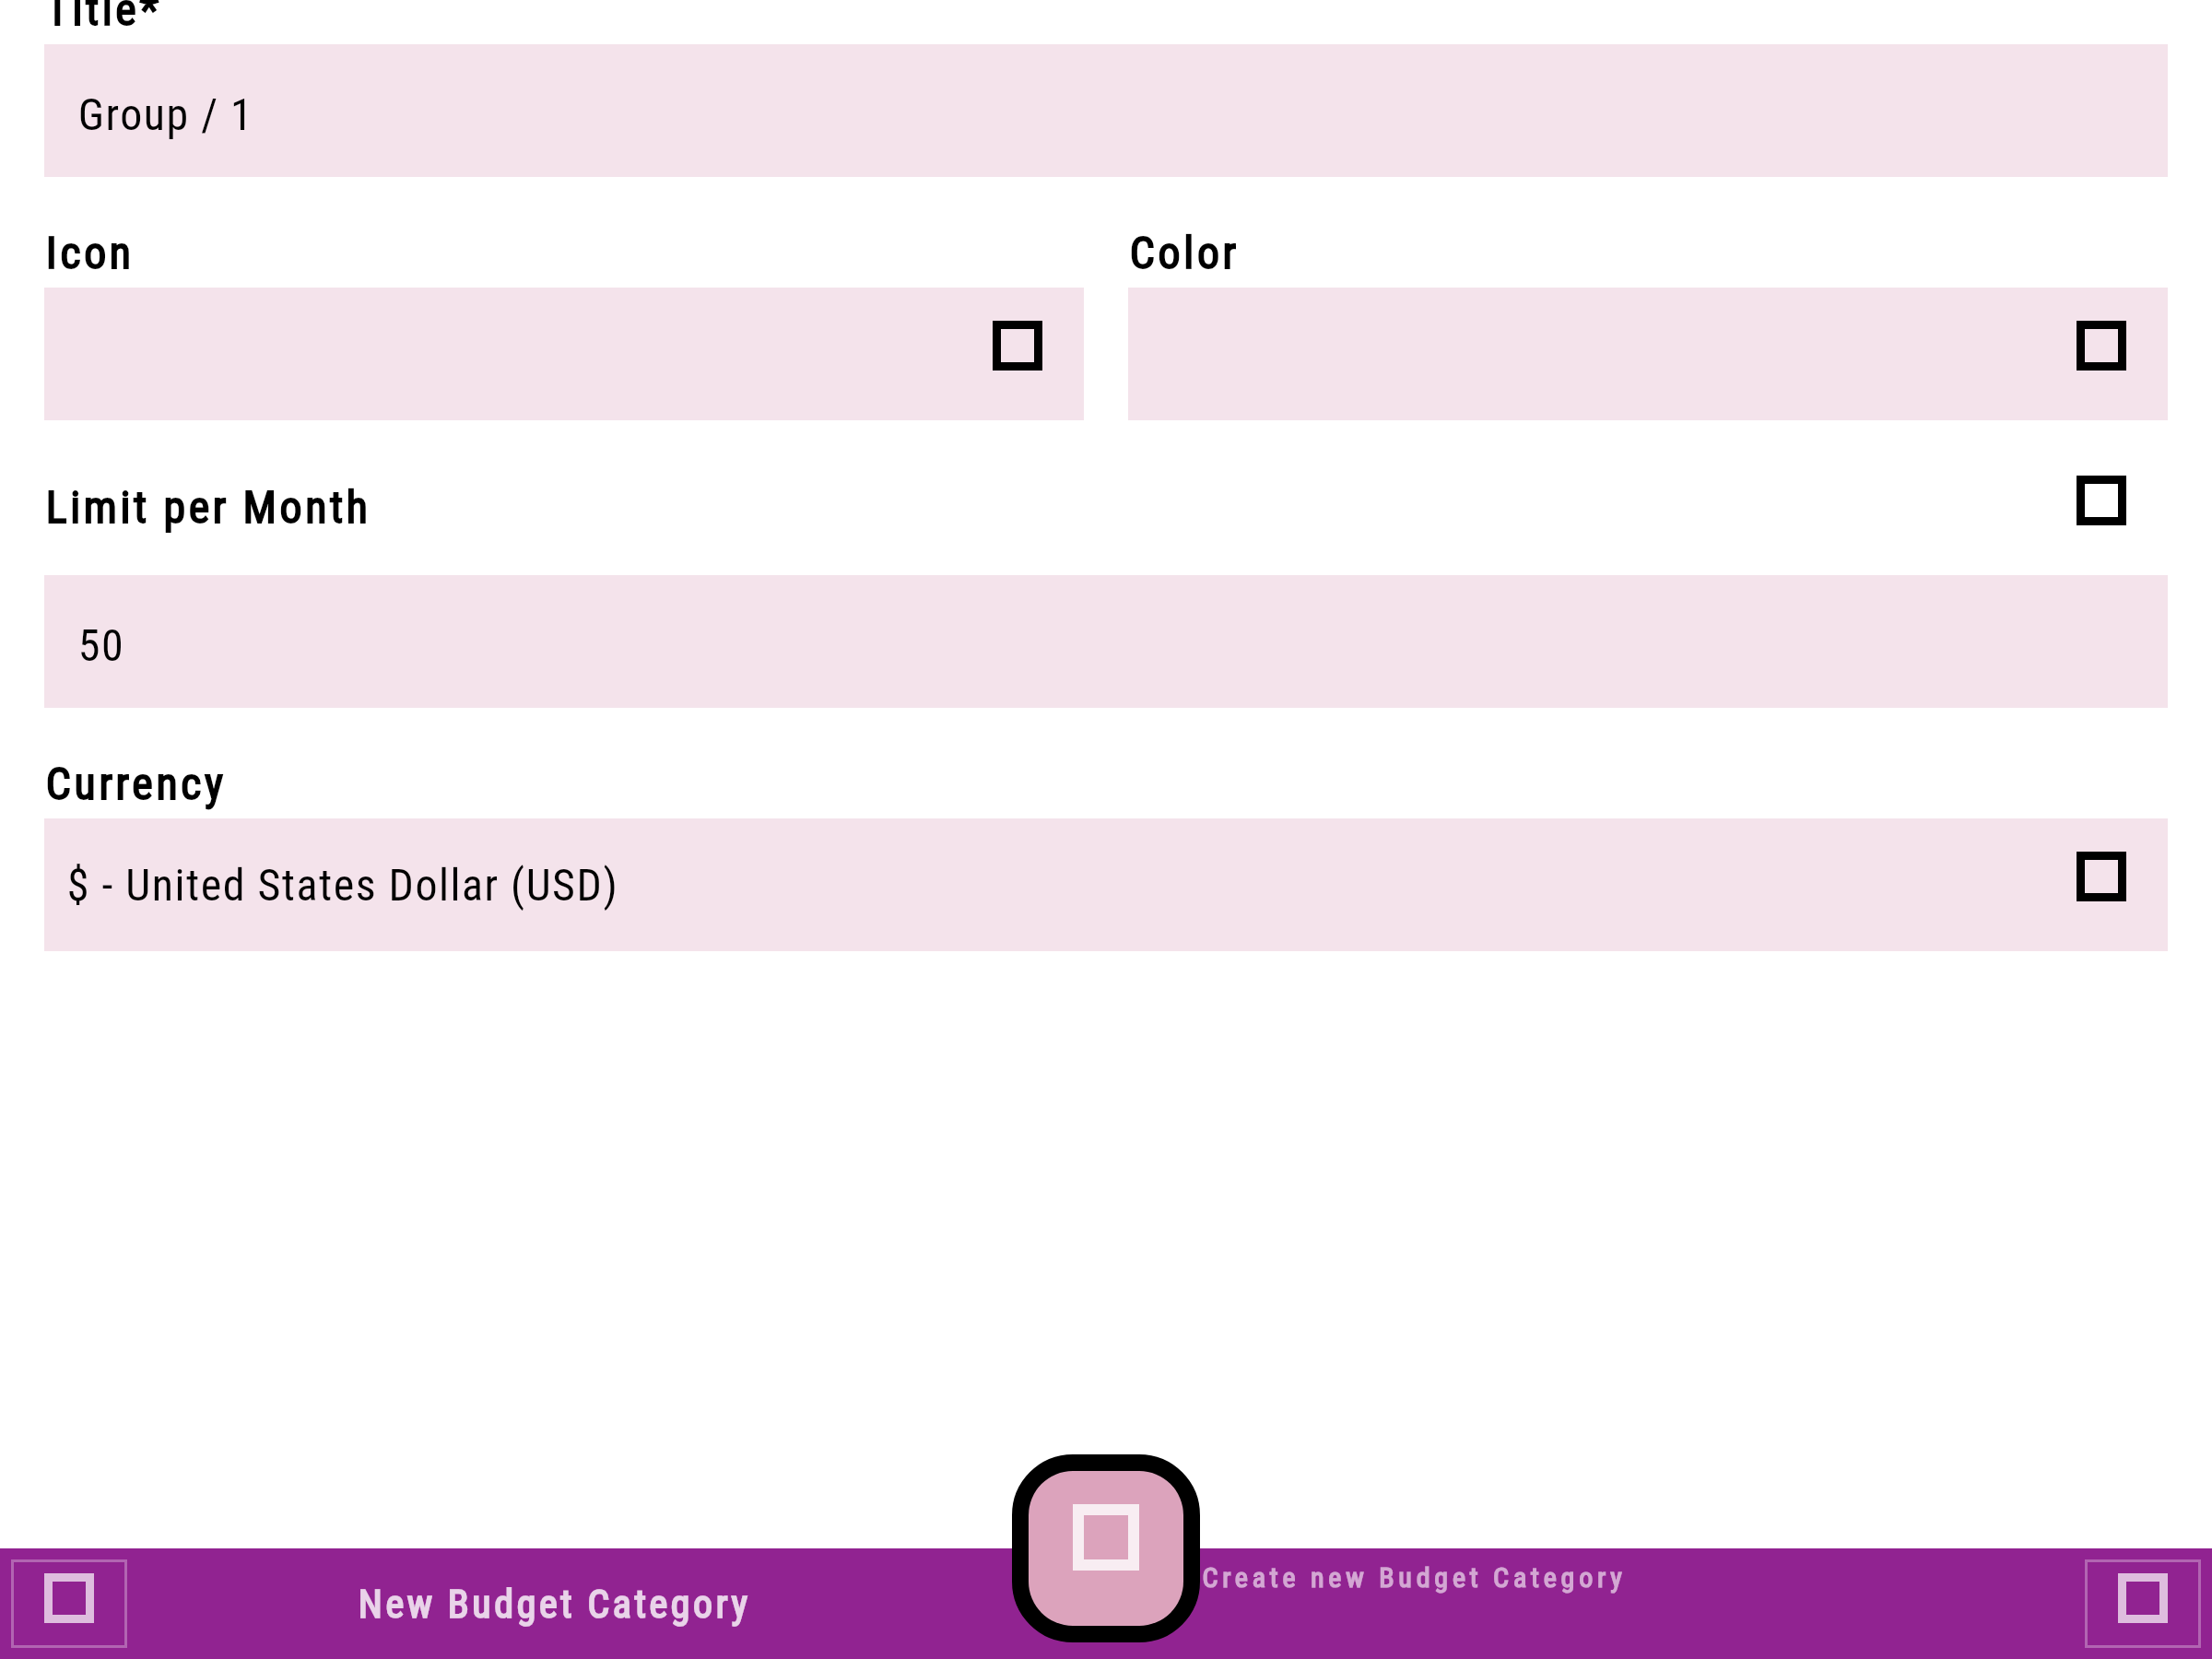 Title*
Group / 1
Icon
Color
Limit per Month
50
Currency
$ - United States Dollar (USD)
New Budget Category
Create new Budget Category